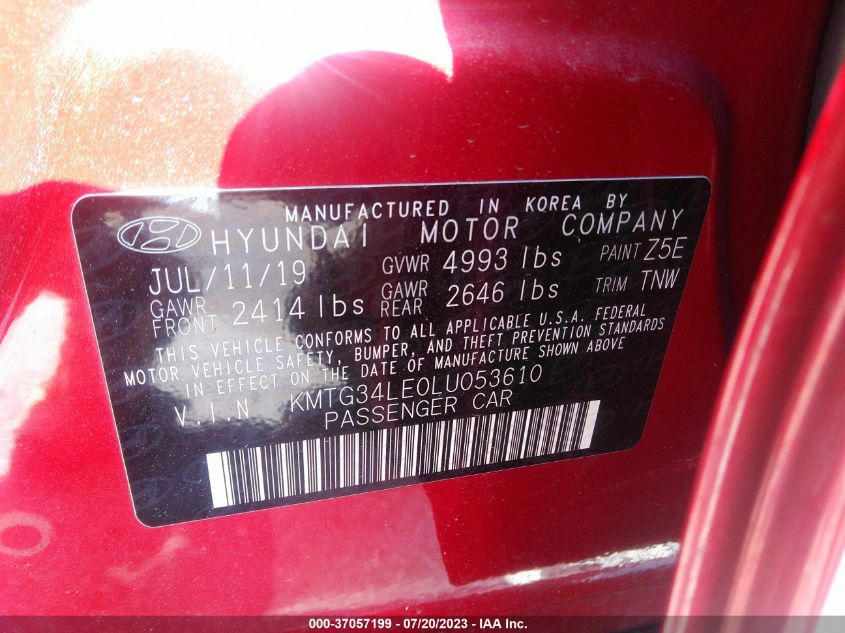 MANUFACTURED IN KOREA BY
HYUNDAI MOTOR COMPANY
JUL/11/19 GVWR 4993 lbs PAINT Z5E
GAWR FRONT 2414 lbs GAWR REAR 2646 lbs TRIM TNW
THIS VEHICLE CONFORMS TO ALL APPLICABLE U.S.A. FEDERAL
MOTOR VEHICLE SAFETY, BUMPER, AND THEFT PREVENTION STANDARDS
IN EFFECT ON THE DATE OF MANUFACTURE SHOWN ABOVE
V.I.N KMTG34LE0LU053610
PASSENGER CAR
000-37057199 - 07/20/2023 - © IAA Inc.